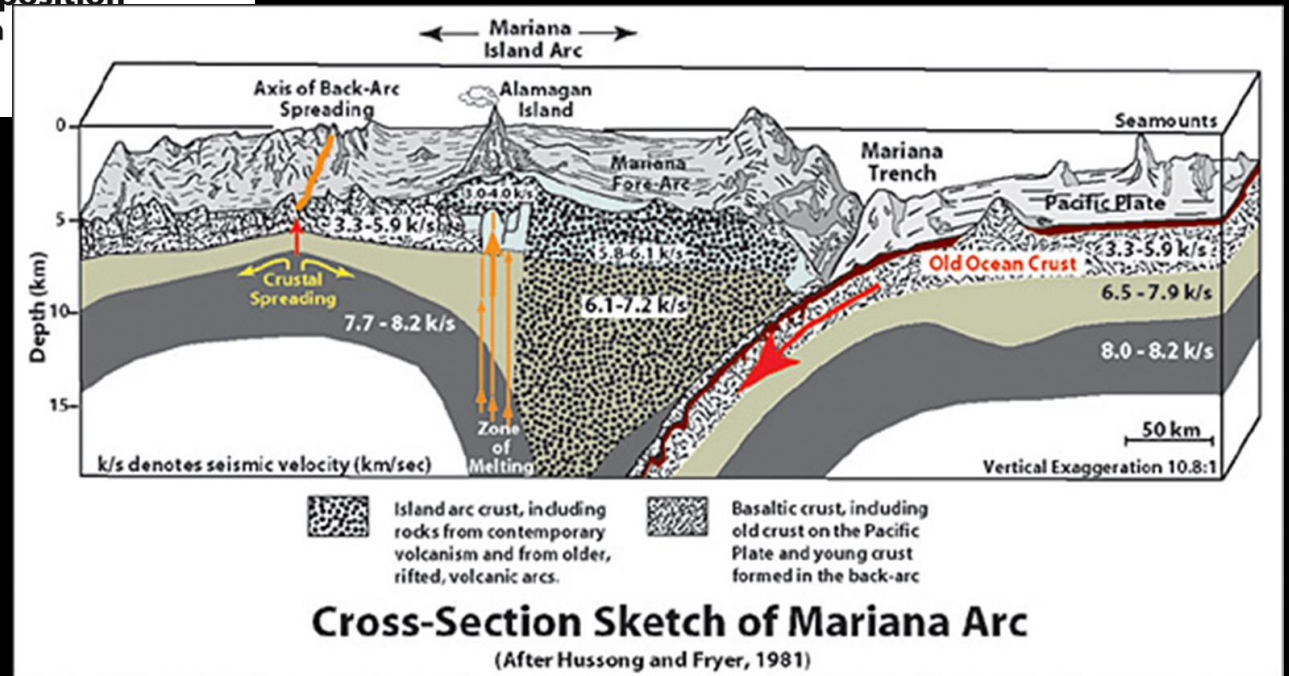 position
Mariana
Island Arc
Axis of Back-Arc
Spreading
Alamagan
Island
Seamounts
0
Mariana
Fore-Arc
Mariana
Trench
Pacific Plate
3.0-4.0 k/s
5
3.3-5.9 k/s
5.8-6.1 k/s
3.3-5.9 k/s
Old Ocean Crust
Crustal
Spreading
6.1-7.2 k/s
6.5 - 7.9 k/s
Depth (km)
10
7.7 - 8.2 k/s
8.0 - 8.2 k/s
15
Zone
of
Melting
50 km
k/s denotes seismic velocity (km/sec)
Vertical Exaggeration 10.8:1
Island arc crust, including
rocks from contemporary
volcanism and from older,
rifted, volcanic arcs.
Basaltic crust, including
old crust on the Pacific
Plate and young crust
formed in the back-arc
Cross-Section Sketch of Mariana Arc
(After Hussong and Fryer, 1981)